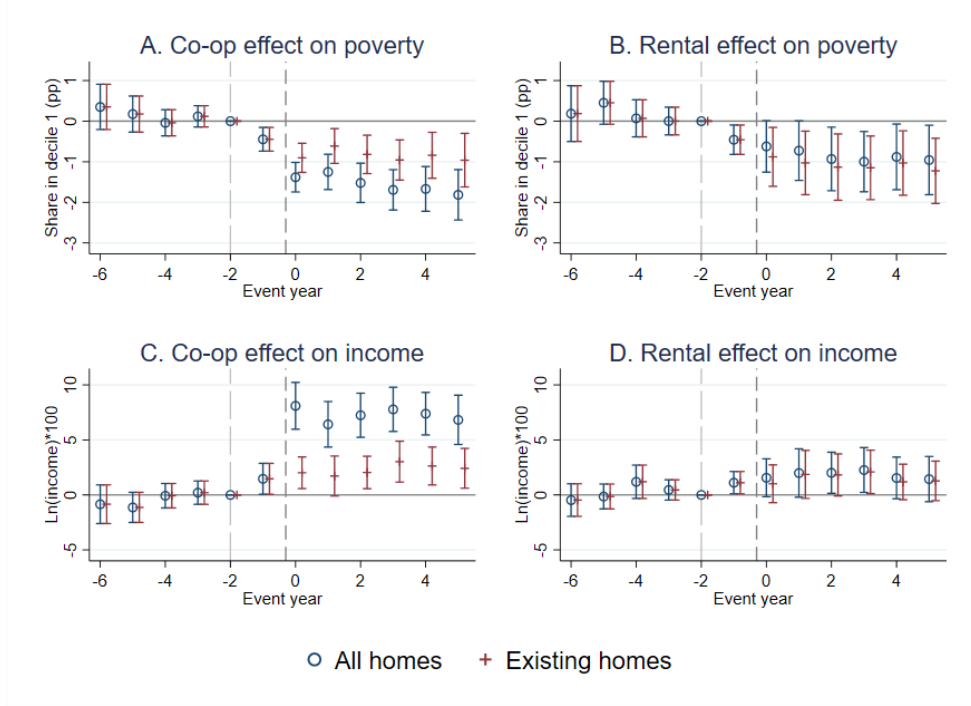 A. Co-op effect on poverty
Share in decile 1 (pp)
1
0
-1
-2
-3
-6 -4 -2 0 2 4
Event year
B. Rental effect on poverty
Share in decile 1 (pp)
1
0
-1
-2
-3
-6 -4 -2 0 2 4
Event year
C. Co-op effect on income
Ln(income)*100
10
5
0
-5
-6 -4 -2 0 2 4
Event year
D. Rental effect on income
Ln(income)*100
10
5
0
-5
-6 -4 -2 0 2 4
Event year
All homes
Existing homes